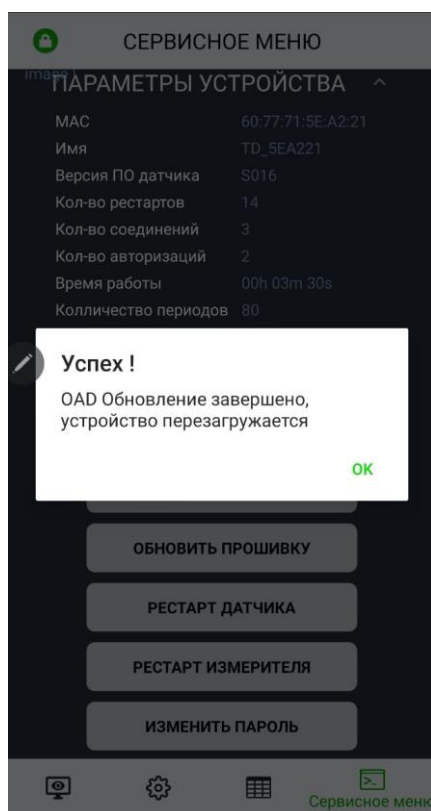 СЕРВИСНОЕ МЕНЮ
image1
ПАРАМЕТРЫ УСТРОЙСТВА
MAC 60:77:71:5E:A2:21
Имя TD_5EA221
Версия ПО датчика S016
Кол-во рестартов 14
Кол-во соединений 3
Кол-во авторизаций 2
Время работы 00h 03m 30s
Колличество периодов 80
Успех !
OAD Обновление завершено,
устройство перезагружается
OK
ОБНОВИТЬ ПРОШИВКУ
РЕСТАРТ ДАТЧИКА
РЕСТАРТ ИЗМЕРИТЕЛЯ
ИЗМЕНИТЬ ПАРОЛЬ
Сервисное меню